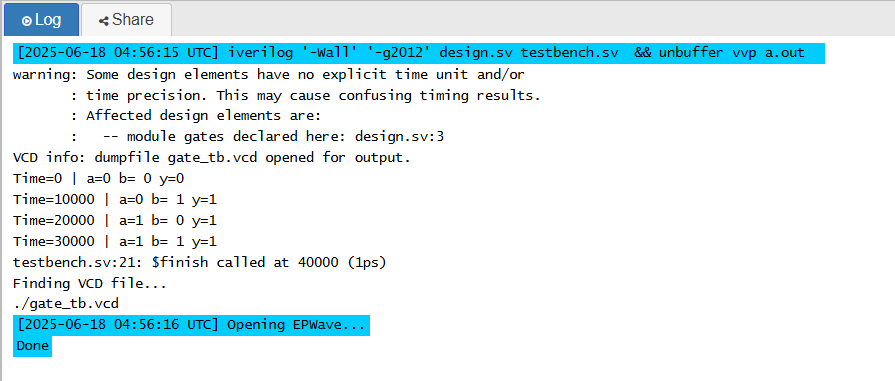 Log
Share
[2025-06-18 04:56:15 UTC] iverilog '-Wall' '-g2012' design.sv testbench.sv  && unbuffer vvp a.out
warning: Some design elements have no explicit time unit and/or
       : time precision. This may cause confusing timing results.
       : Affected design elements are:
       :   -- module gates declared here: design.sv:3
VCD info: dumpfile gate_tb.vcd opened for output.
Time=0 | a=0 b= 0 y=0
Time=10000 | a=0 b= 1 y=1
Time=20000 | a=1 b= 0 y=1
Time=30000 | a=1 b= 1 y=1
testbench.sv:21: $finish called at 40000 (1ps)
Finding VCD file...
./gate_tb.vcd
[2025-06-18 04:56:16 UTC] Opening EPWave...
Done